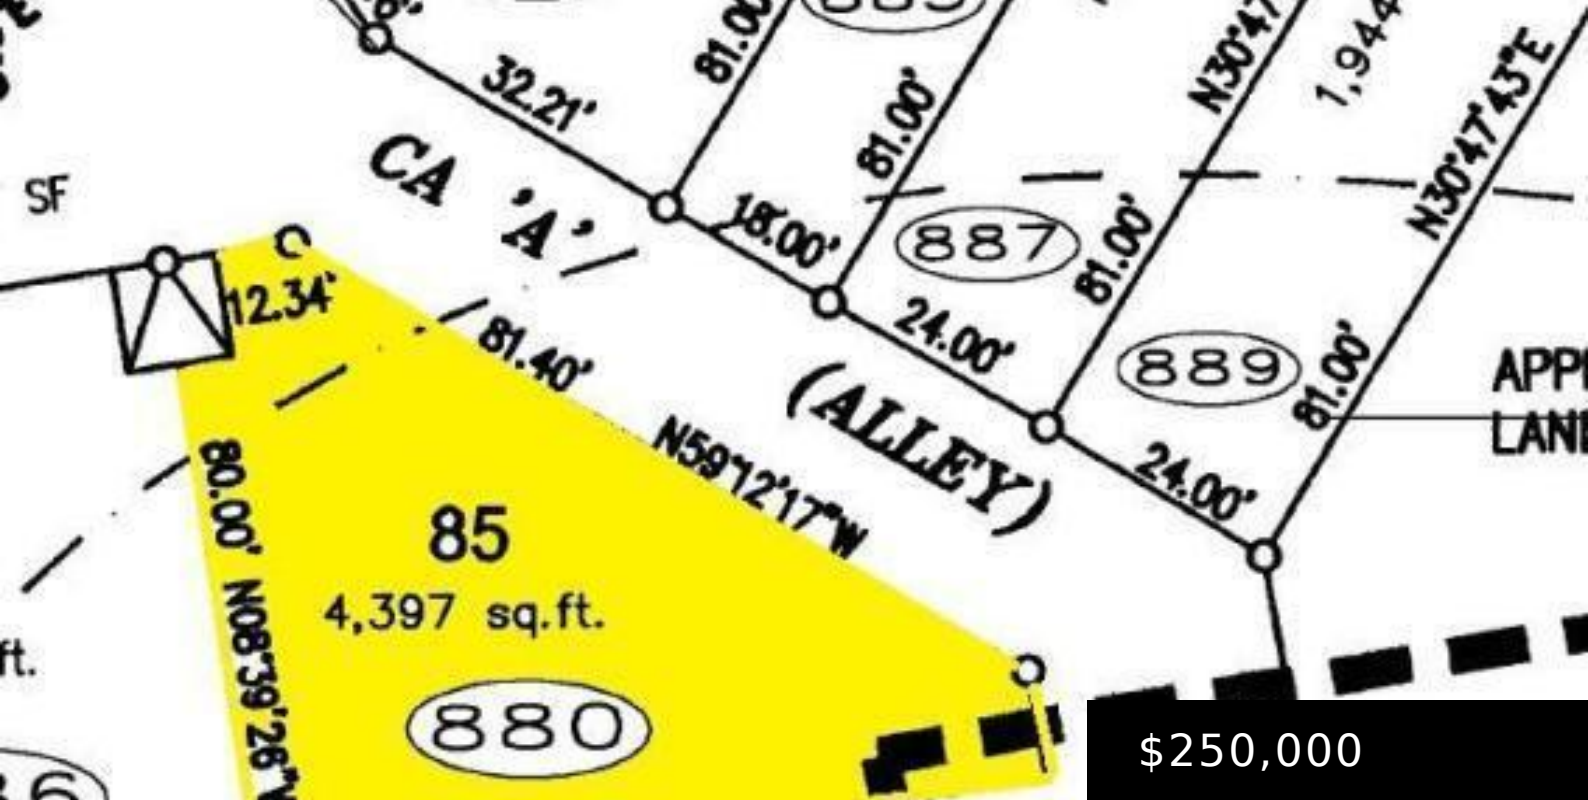 32.21'
81.00'
81.00'
N30°47'
1,944
N30°47'43"E
CA 'A'
SF
18.00'
887
81.00'
12.34'
24.00'
81.40'
889
81.00'
(ALLEY)
N59°12'17"W
24.00'
80.00' N08°39'26"W
85
4,397 sq.ft.
ft.
880
$250,000